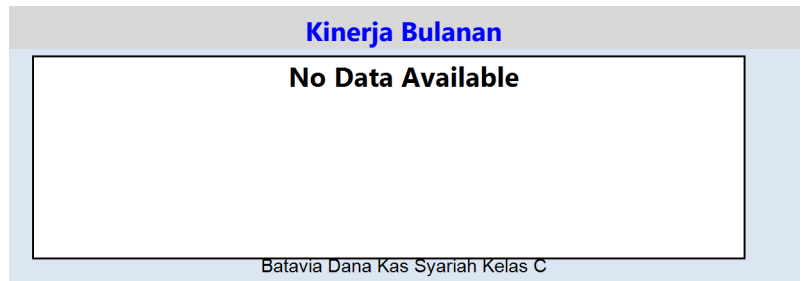 Kinerja Bulanan
No Data Available
Batavia Dana Kas Syariah Kelas C